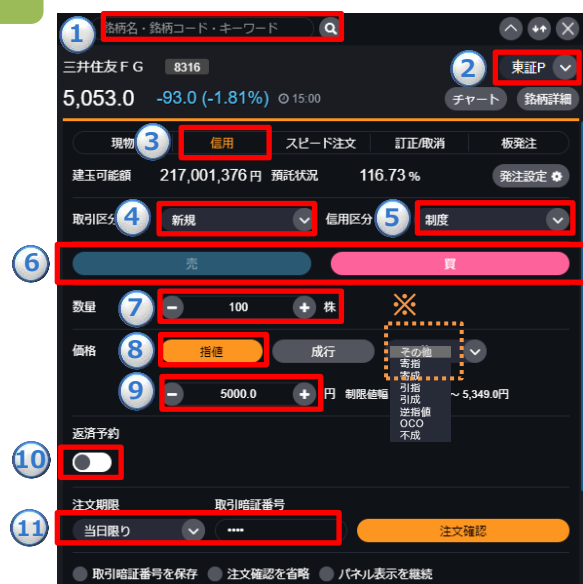 1 銘柄名・銘柄コード・キーワード
三井住友ＦＧ 8316 2 東証P
5,053.0 -93.0 (-1.81%) 15:00 チャート 銘柄詳細
現物 3 信用 スピード注文 訂正/取消 板発注
建玉可能額 217,001,376 円 預託状況 116.73 % 発注設定
取引区分 4 新規 信用区分 5 制度
6 売 買
数量 7 − 100 + 株 ※
価格 8 指値 成行 その他
寄指
寄成
9 − 5000.0 + 円 制限値幅 ～ 5,349.0円
引指
引成
逆指値
OCO
不成
返済予約
10
注文期限 取引暗証番号
11 当日限り •••• 注文確認
取引暗証番号を保存 注文確認を省略 パネル表示を継続